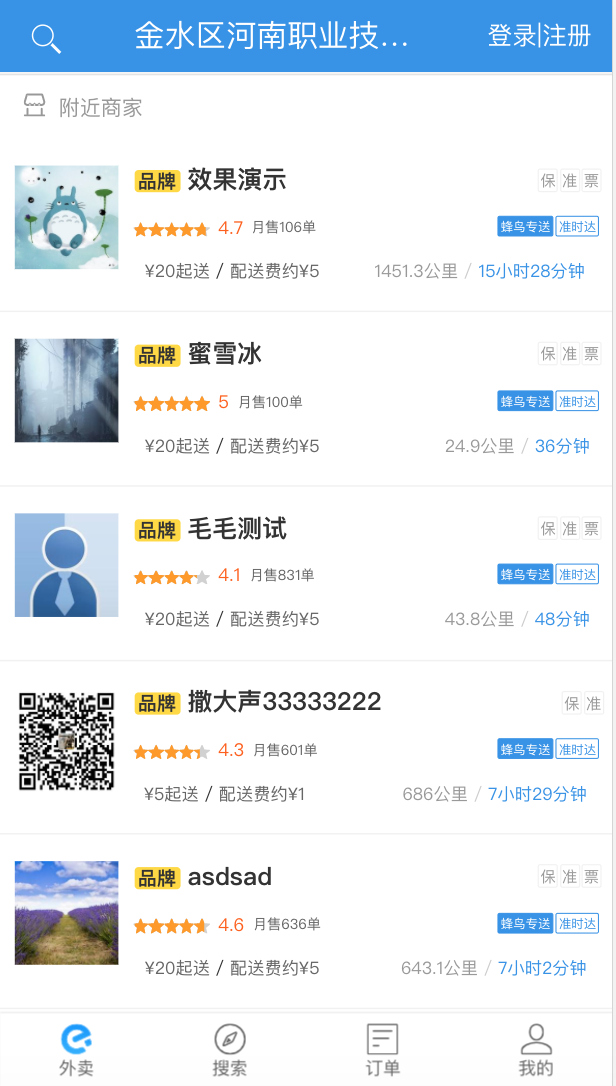 金水区河南职业技... 登录|注册
附近商家
品牌 效果演示 保 准 票
4.7 月售106单 蜂鸟专送 准时达
¥20起送 / 配送费约¥5 1451.3公里 / 15小时28分钟
品牌 蜜雪冰 保 准 票
5 月售100单 蜂鸟专送 准时达
¥20起送 / 配送费约¥5 24.9公里 / 36分钟
品牌 毛毛测试 保 准 票
4.1 月售831单 蜂鸟专送 准时达
¥20起送 / 配送费约¥5 43.8公里 / 48分钟
品牌 撒大声33333222 保 准
4.3 月售601单 蜂鸟专送 准时达
¥5起送 / 配送费约¥1 686公里 / 7小时29分钟
品牌 asdsad 保 准 票
4.6 月售636单 蜂鸟专送 准时达
¥20起送 / 配送费约¥5 643.1公里 / 7小时2分钟
外卖 搜索 订单 我的